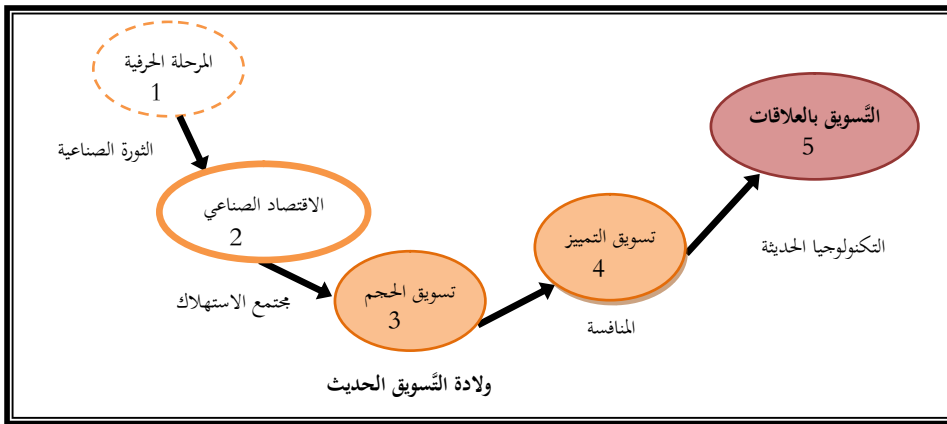 المرحلة الحرفية
1
الثورة الصناعية
الاقتصاد الصناعي
2
مجتمع الاستهلاك
تسويق الحجم
3
ولادة التَّسويق الحديث
تسويق التمييز
4
المنافسة
التَّسويق بالعلاقات
5
التكنولوجيا الحديثة